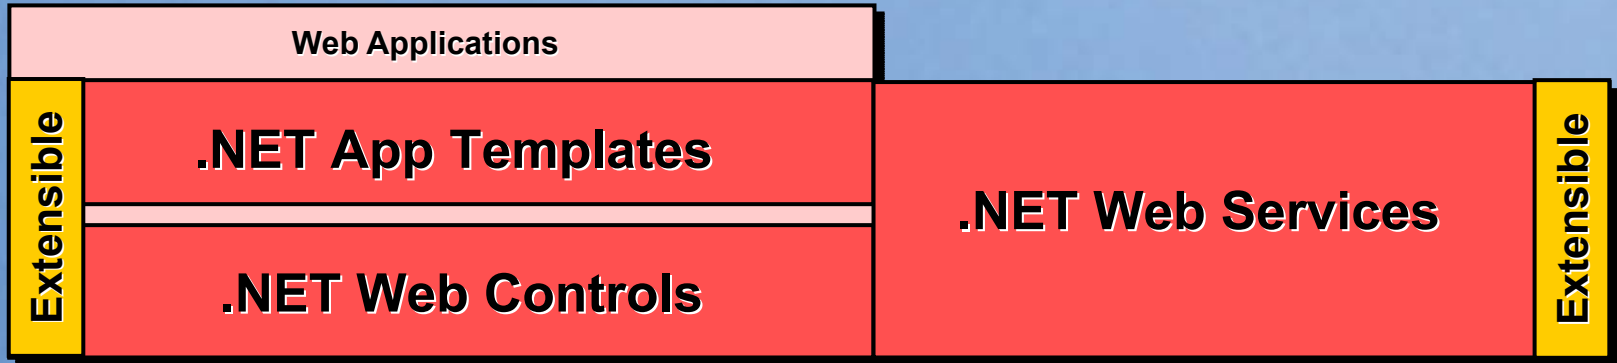 Web Applications
Extensible
.NET App Templates
.NET Web Controls
.NET Web Services
Extensible